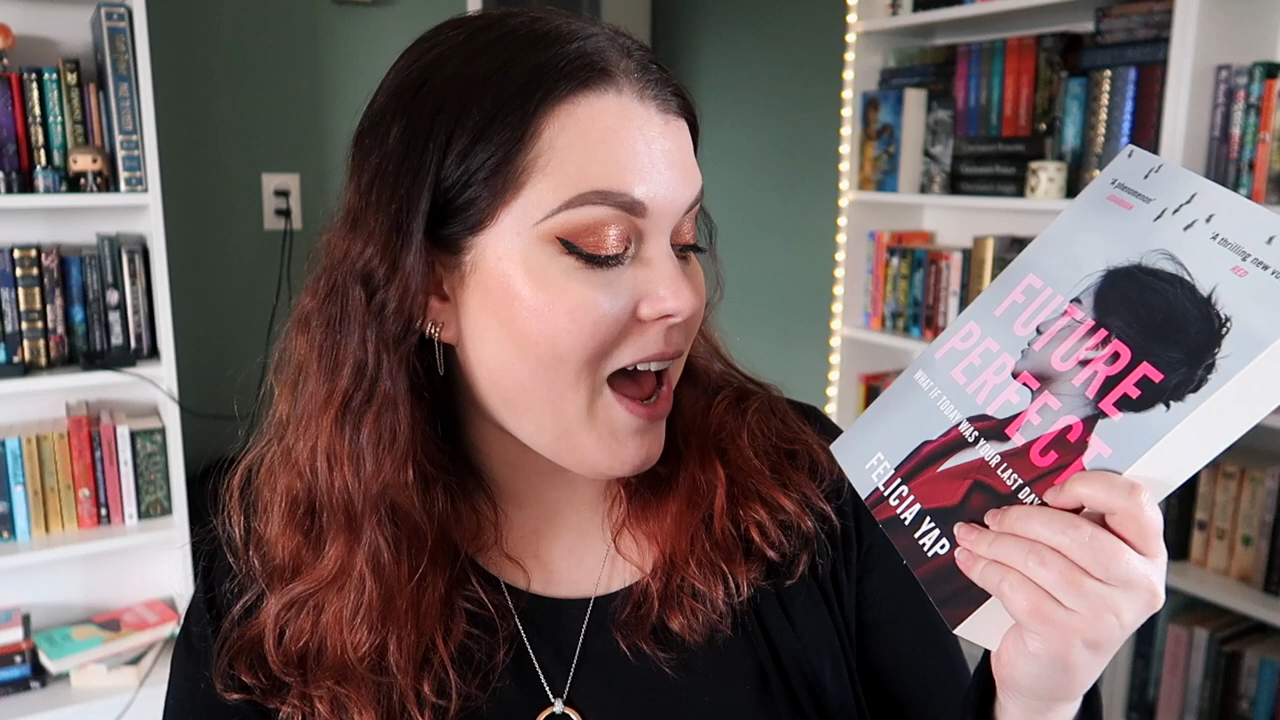 'A phenomenon'
GUARDIAN
'A thrilling new
RED
FUTURE
PERFECT
WHAT IF TODAY WAS YOUR LAST DAY
FELICIA YAP